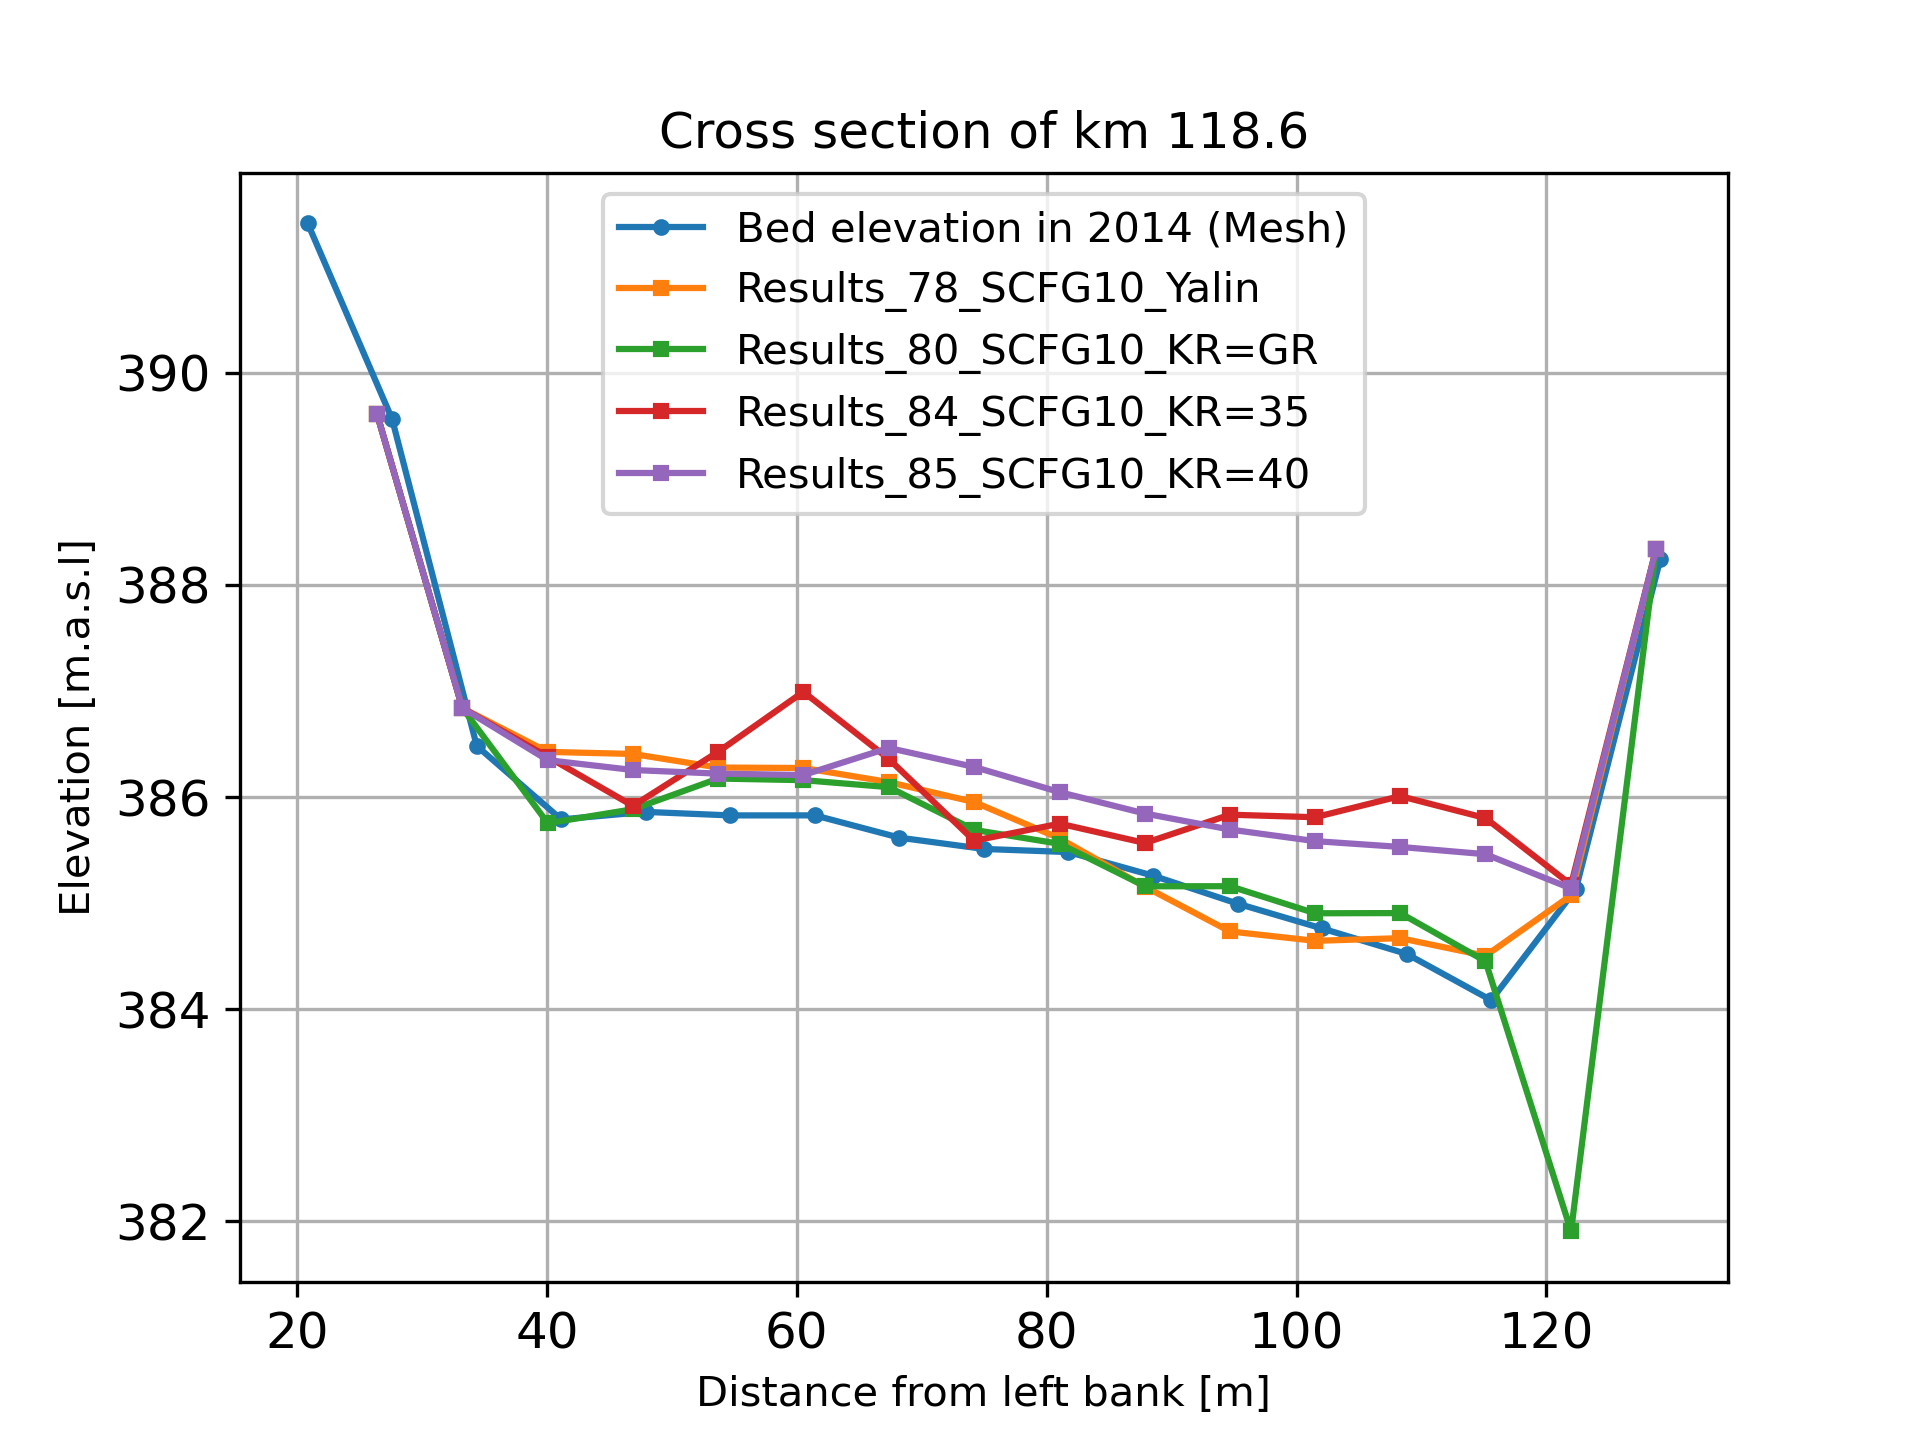 Cross section of km 118.6
Bed elevation in 2014 (Mesh)
Results_78_SCFG10_Yalin
Results_80_SCFG10_KR=GR
Results_84_SCFG10_KR=35
Results_85_SCFG10_KR=40
Elevation [m.a.s.l]
390
388
386
384
382
20 40 60 80 100 120
Distance from left bank [m]